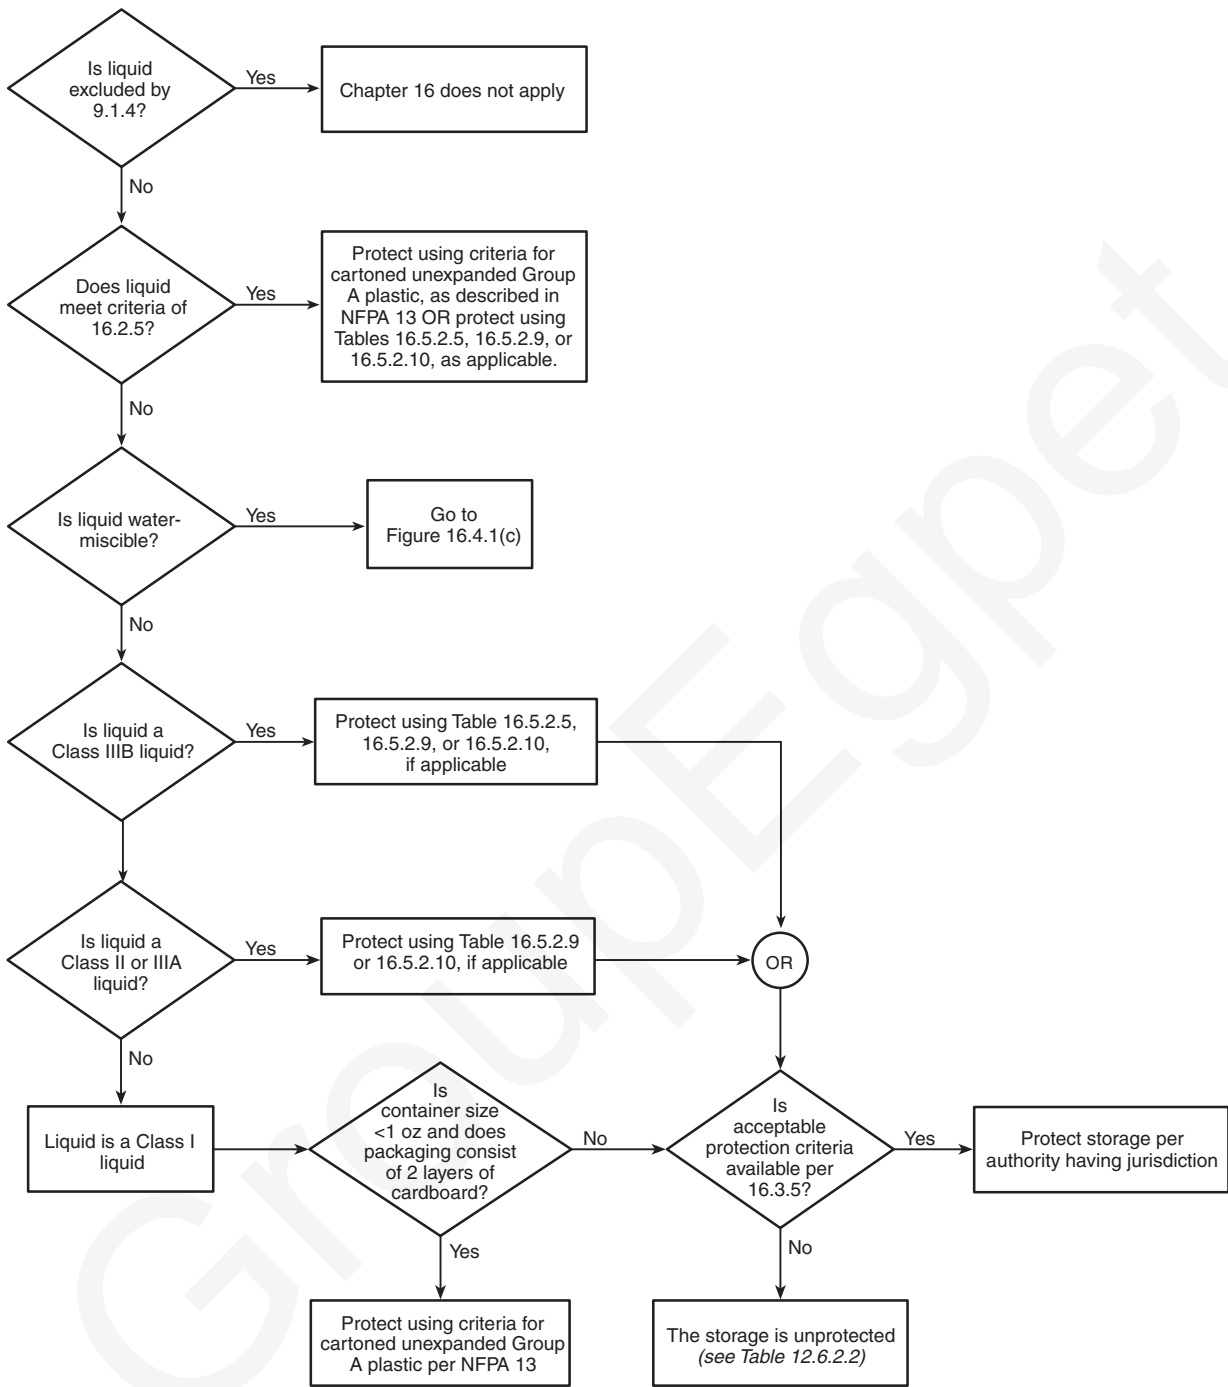 Is liquid
excluded by
9.1.4?
Yes
Chapter 16 does not apply
No
Does liquid
meet criteria of
16.2.5?
Yes
Protect using criteria for
cartoned unexpanded Group
A plastic, as described in
NFPA 13 OR protect using
Tables 16.5.2.5, 16.5.2.9, or
16.5.2.10, as applicable.
No
Is liquid water-
miscible?
Yes
Go to
Figure 16.4.1(c)
No
Is liquid a
Class IIIB liquid?
Yes
Protect using Table 16.5.2.5,
16.5.2.9, or 16.5.2.10,
if applicable
Is liquid a
Class II or IIIA
liquid?
Yes
Protect using Table 16.5.2.9
or 16.5.2.10, if applicable
OR
No
Liquid is a Class I
liquid
Is
container size
<1 oz and does
packaging consist
of 2 layers of
cardboard?
No
Is
acceptable
protection criteria
available per
16.3.5?
Yes
Protect storage per
authority having jurisdiction
Yes
No
Protect using criteria for
cartoned unexpanded Group
A plastic per NFPA 13
The storage is unprotected
(see Table 12.6.2.2)
GroupEgpet